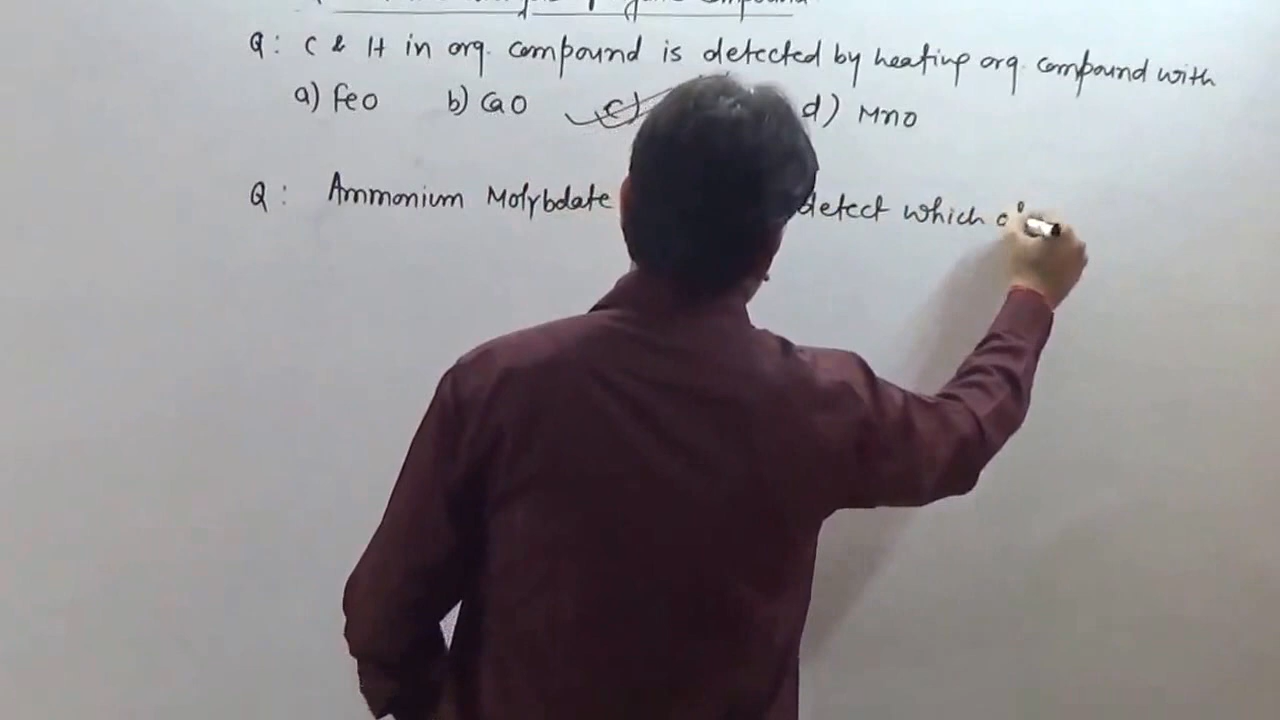 Q: C & H in org. compound is detected by heating org. compound with
a) FeO b) CaO c) d) MnO
Q: Ammonium Molybdate detect which